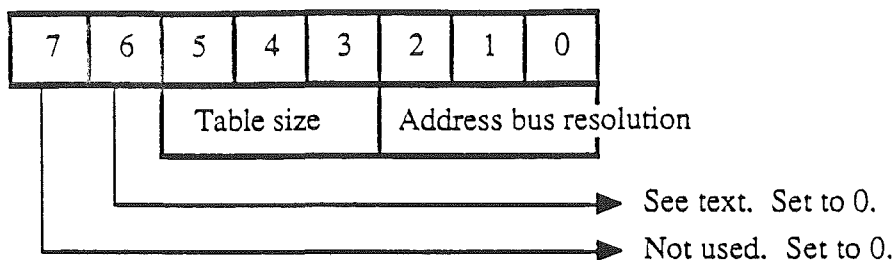 7 6 5 4 3 2 1 0
Table size Address bus resolution
See text. Set to 0.
Not used. Set to 0.